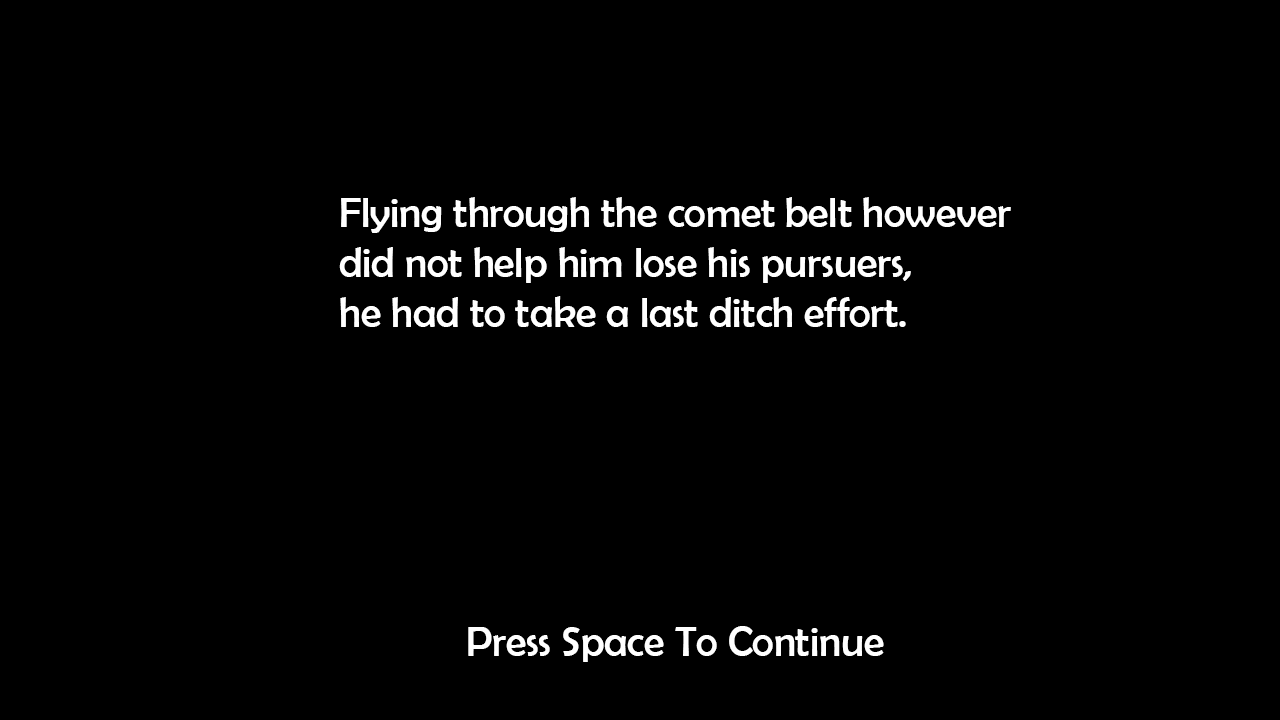 Flying through the comet belt however
did not help him lose his pursuers,
he had to take a last ditch effort.
Press Space To Continue